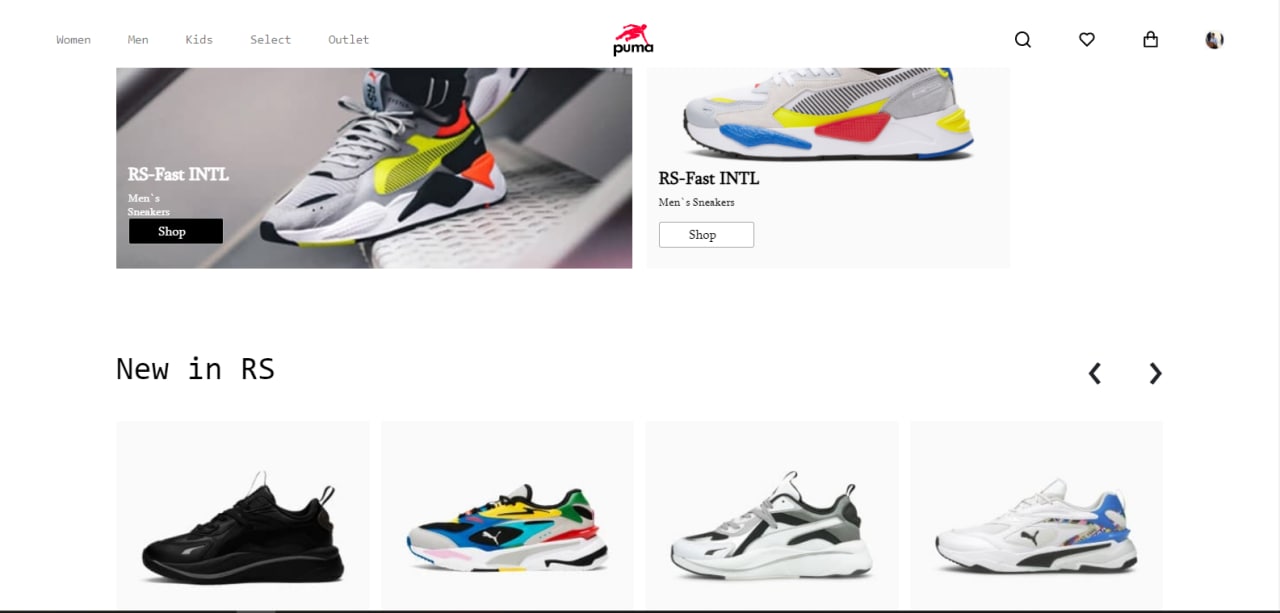 Women Men Kids Select Outlet
puma
RS-Fast INTL
Men`s
Sneakers
Shop
RS-Fast INTL
Men`s Sneakers
Shop
New in RS